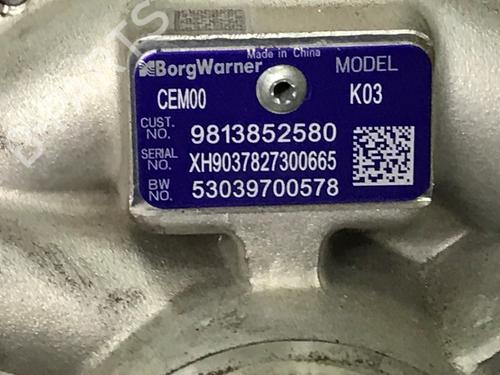 Made in China
BorgWarner
MODEL
CEM00
K03
CUST. NO. 9813852580
SERIAL NO. XH9037827300665
BW NO. 53039700578